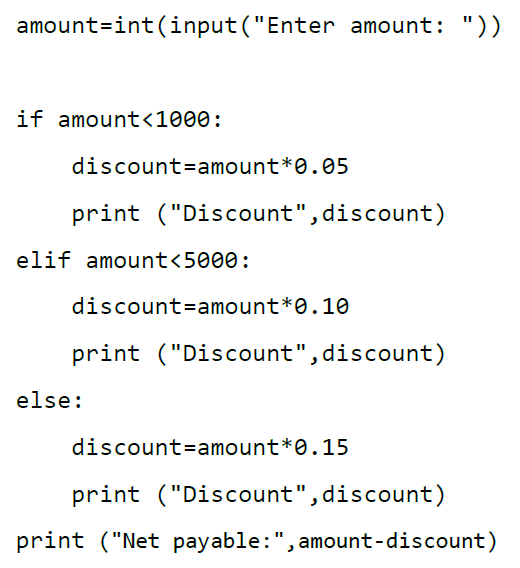 amount=int(input("Enter amount: "))
if amount<1000:
    discount=amount*0.05
    print ("Discount",discount)
elif amount<5000:
    discount=amount*0.10
    print ("Discount",discount)
else:
    discount=amount*0.15
    print ("Discount",discount)
print ("Net payable:",amount-discount)